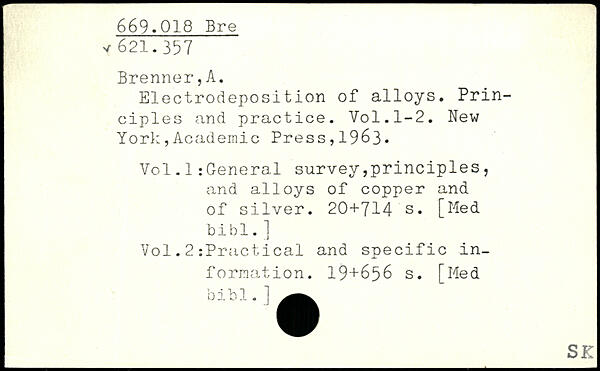 669.018 Bre
✓ 621.357
Brenner,A.
Electrodeposition of alloys. Prin-
ciples and practice. Vol.1-2. New
York,Academic Press,1963.
Vol.1:General survey,principles,
and alloys of copper and
of silver. 20+714 s. [Med
bibl.]
Vol.2:Practical and specific in-
formation. 19+656 s. [Med
bibl.]
SK